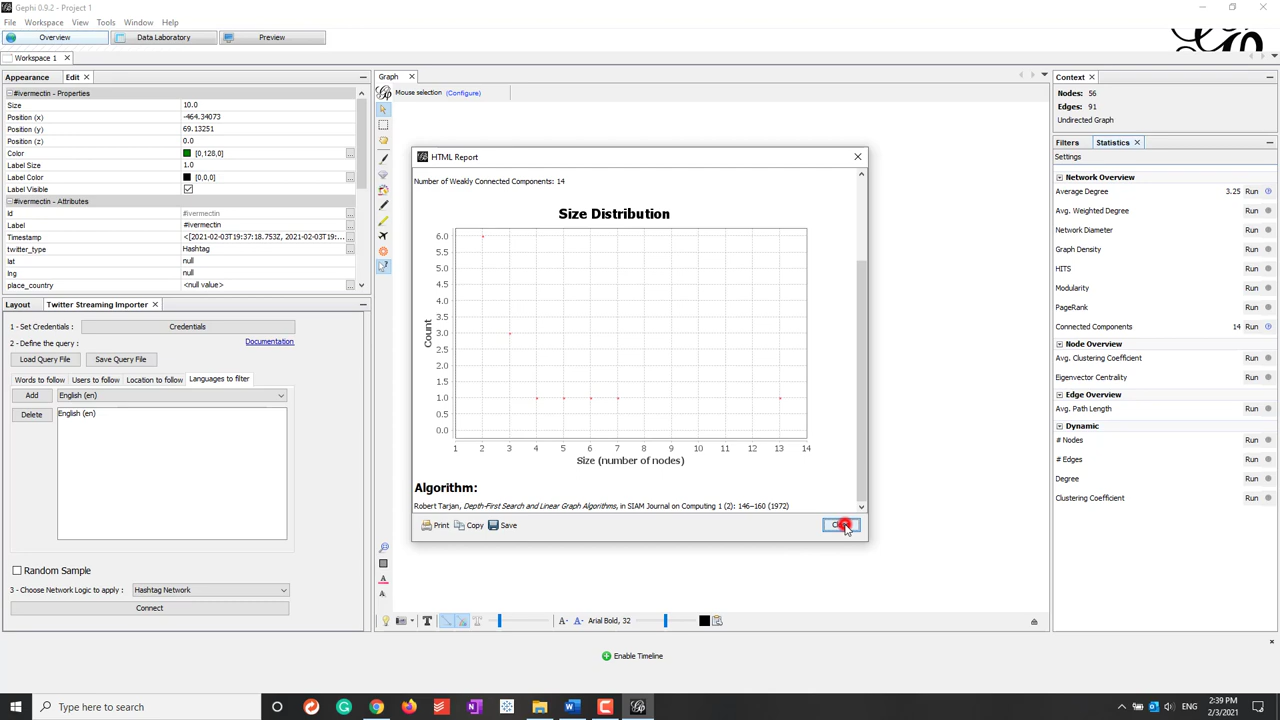 Gephi 0.9.2 - Project 1
File Workspace View Tools Window Help
Overview Data Laboratory Preview
Workspace 1
Appearance Edit
#ivermectin - Properties
Size 10.0
Position (x) -464.34073
Position (y) 69.13251
Position (z) 0.0
Color [0,128,0]
Label Size 1.0
Label Color [0,0,0]
Label Visible
#ivermectin - Attributes
Id #ivermectin
Label #ivermectin
Timestamp <[2021-02-03T19:37:18.753Z, 2021-02-03T19:...
twitter_type Hashtag
lat null
lng null
place_country <null value>
Layout Twitter Streaming Importer
1 - Set Credentials : Credentials
2 - Define the query : Documentation
Load Query File Save Query File
Words to follow Users to follow Location to follow Languages to filter
Add English (en)
Delete English (en)
Random Sample
3 - Choose Network Logic to apply : Hashtag Network
Connect
Graph
Mouse selection (Configure)
HTML Report
Number of Weakly Connected Components: 14
Size Distribution
6.0
5.5
5.0
4.5
4.0
3.5
3.0
2.5
2.0
1.5
1.0
0.5
0.0
Count
1 2 3 4 5 6 7 8 9 10 11 12 13 14
Size (number of nodes)
Algorithm:
Robert Tarjan, Depth-First Search and Linear Graph Algorithms, in SIAM Journal on Computing 1 (2): 146–160 (1972)
Print Copy Save
T T A- A- Arial Bold, 32
Enable Timeline
Context
Nodes: 56
Edges: 91
Undirected Graph
Filters Statistics
Settings
Network Overview
Average Degree 3.25
Avg. Weighted Degree Run
Network Diameter Run
Graph Density Run
HITS Run
Modularity Run
PageRank Run
Connected Components 14 Run
Node Overview
Avg. Clustering Coefficient Run
Eigenvector Centrality Run
Edge Overview
Avg. Path Length Run
Dynamic
# Nodes Run
# Edges Run
Degree Run
Clustering Coefficient Run
Type here to search
ENG
2:39 PM
2/3/2021